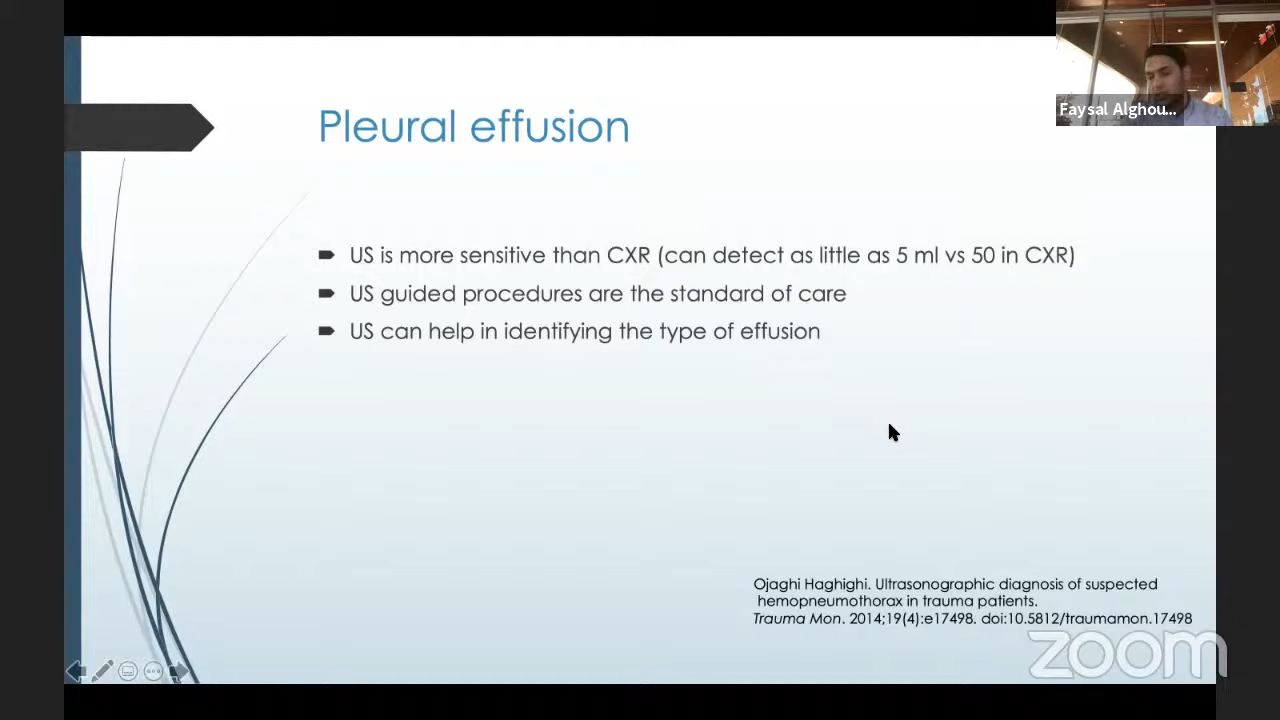 Faysal Alghou...
Pleural effusion
US is more sensitive than CXR (can detect as little as 5 ml vs 50 in CXR)
US guided procedures are the standard of care
US can help in identifying the type of effusion
Ojaghi Haghighi. Ultrasonographic diagnosis of suspected
hemopneumothorax in trauma patients.
Trauma Mon. 2014;19(4):e17498. doi:10.5812/traumamon.17498
zoom